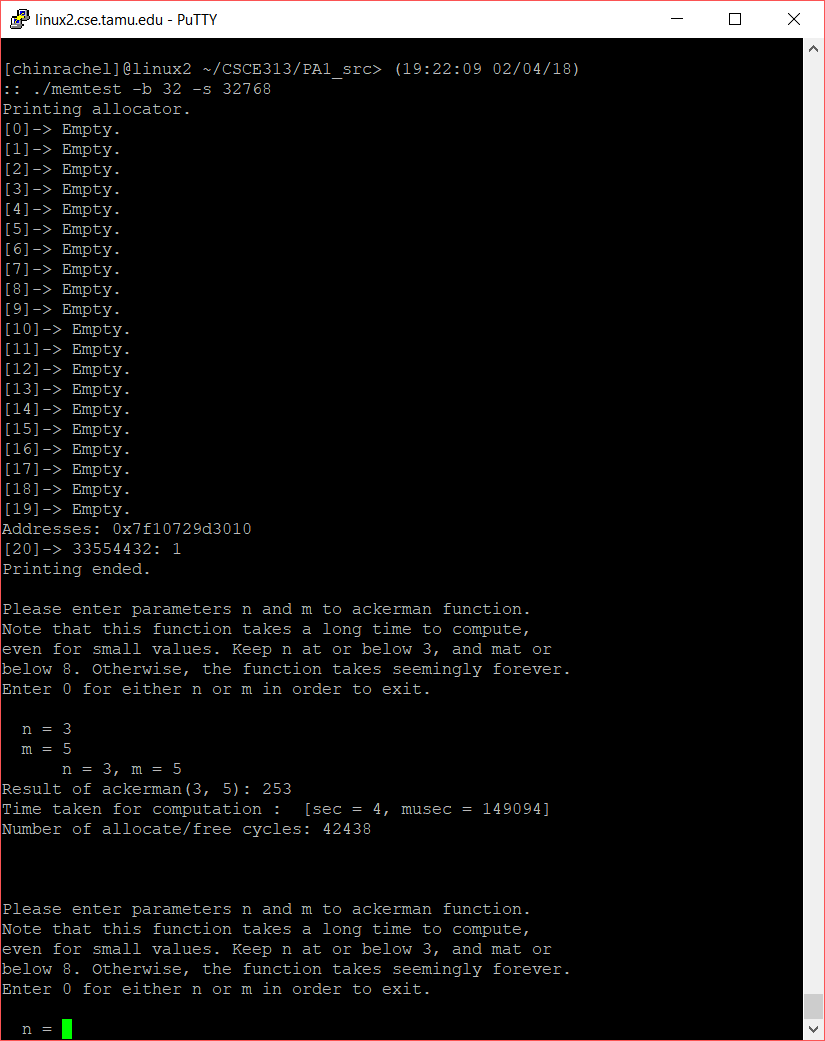 linux2.cse.tamu.edu - PuTTY
[chinrachel]@linux2 ~/CSCE313/PA1_src> (19:22:09 02/04/18)
:: ./memtest -b 32 -s 32768
Printing allocator.
[0]-> Empty.
[1]-> Empty.
[2]-> Empty.
[3]-> Empty.
[4]-> Empty.
[5]-> Empty.
[6]-> Empty.
[7]-> Empty.
[8]-> Empty.
[9]-> Empty.
[10]-> Empty.
[11]-> Empty.
[12]-> Empty.
[13]-> Empty.
[14]-> Empty.
[15]-> Empty.
[16]-> Empty.
[17]-> Empty.
[18]-> Empty.
[19]-> Empty.
Addresses: 0x7f10729d3010
[20]-> 33554432: 1
Printing ended.
Please enter parameters n and m to ackerman function.
Note that this function takes a long time to compute,
even for small values. Keep n at or below 3, and mat or
below 8. Otherwise, the function takes seemingly forever.
Enter 0 for either n or m in order to exit.
n = 3
m = 5
n = 3, m = 5
Result of ackerman(3, 5): 253
Time taken for computation :  [sec = 4, musec = 149094]
Number of allocate/free cycles: 42438
Please enter parameters n and m to ackerman function.
Note that this function takes a long time to compute,
even for small values. Keep n at or below 3, and mat or
below 8. Otherwise, the function takes seemingly forever.
Enter 0 for either n or m in order to exit.
n =